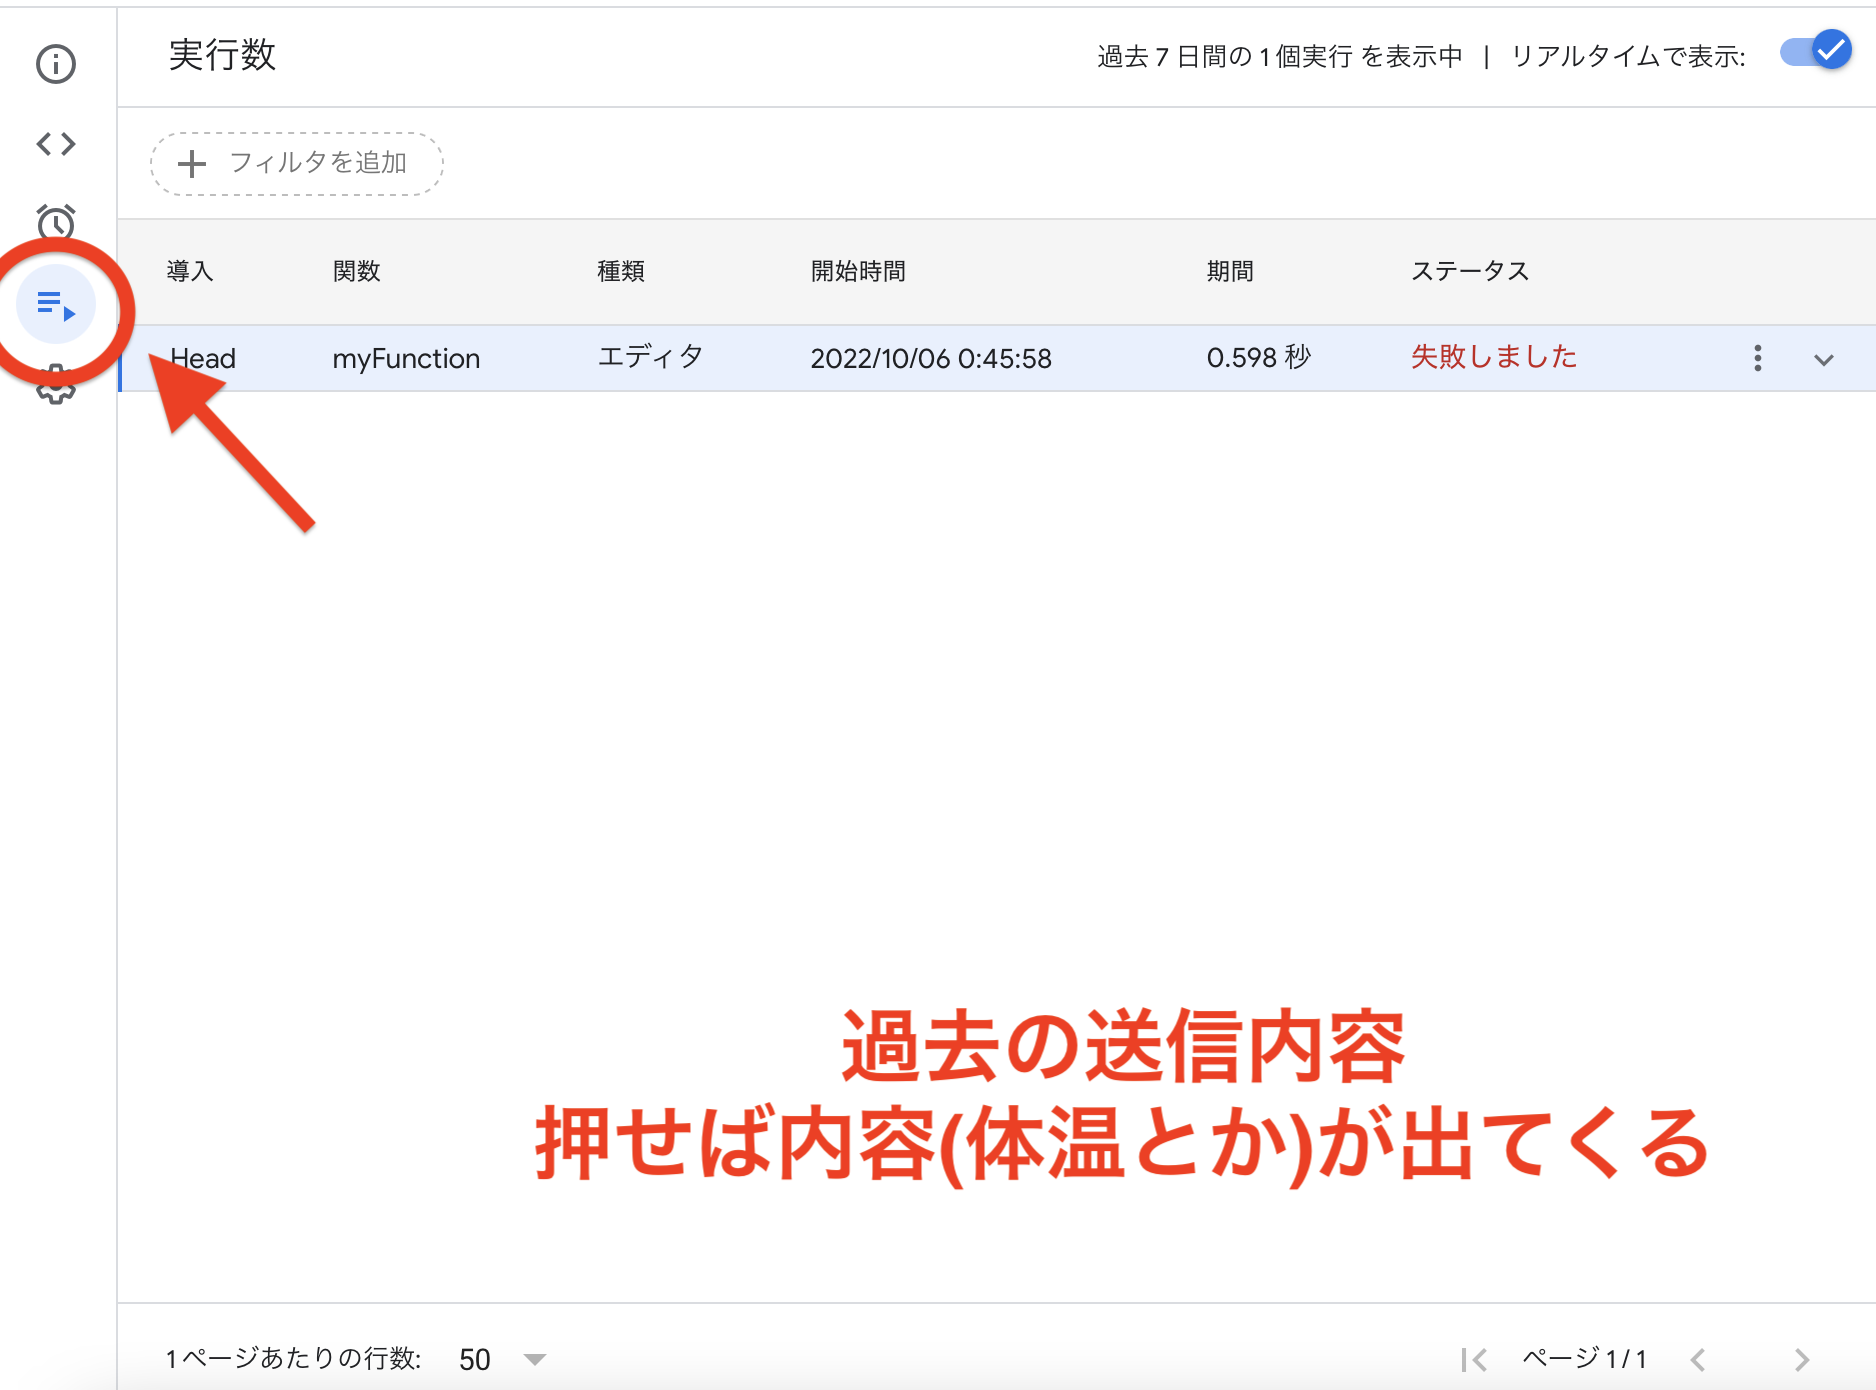 実行数
過去 7 日間の 1 個実行 を表示中 | リアルタイムで表示:
フィルタを追加
導入 関数 種類 開始時間 期間 ステータス
Head myFunction エディタ 2022/10/06 0:45:58 0.598 秒 失敗しました
過去の送信内容
押せば内容(体温とか)が出てくる
1 ページあたりの行数: 50 ページ 1 / 1